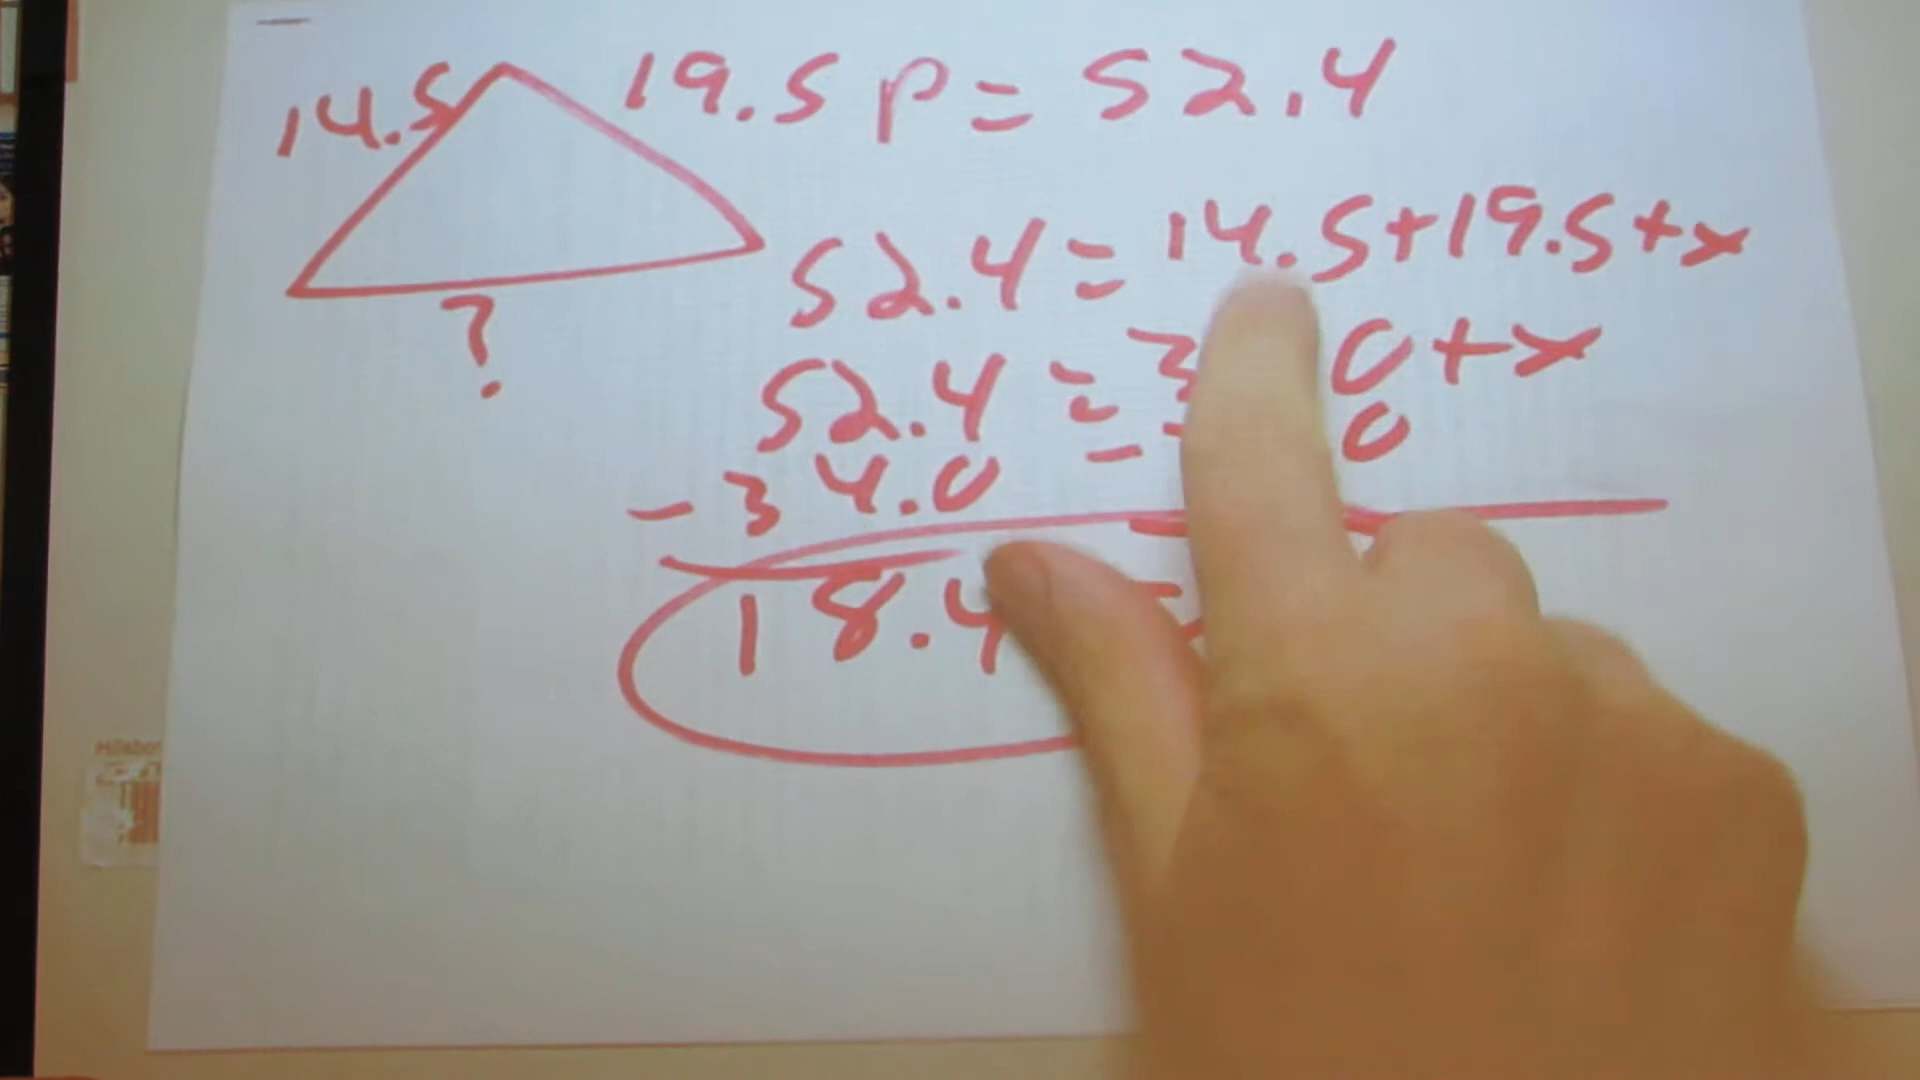 14.5 19.5 P = 52.4
52.4 = 14.5 + 19.5 + x
?
52.4 = 3 0 + x
- 34.0 - 0
18.4